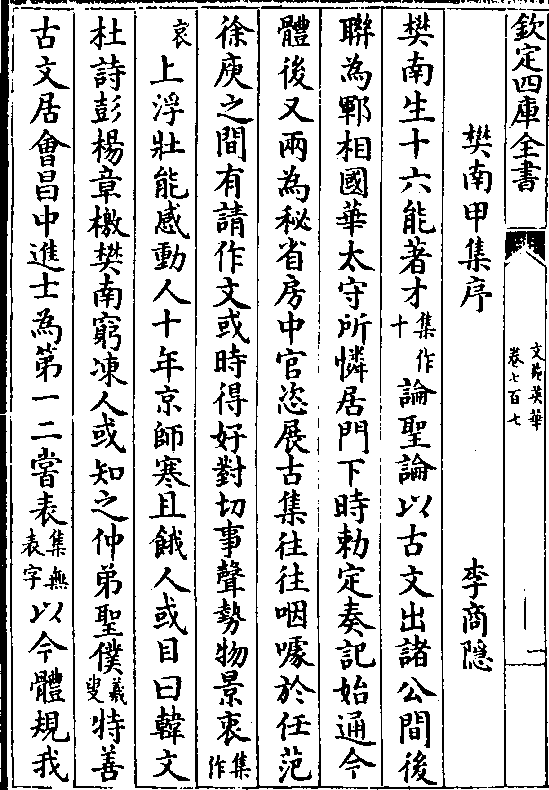 欽定四庫全書
文苑英華
卷七百七
二
樊南甲集序 李商隱
樊南生十六能著才集作十論聖論以古文出諸公間後
聯為鄆相國華太守所憐居門下時勅定奏記始通今
體後又兩為秘省房中官恣展古集往往咽噱於任范
徐庾之間有請作文或時得好對切事聲勢物景衷集作
哀上浮壯能感動人十年京師寒且餓人或目曰韓文
杜詩彭楊章檄樊南窮凍人或知之仲弟聖僕羲叟特善
古文居會昌中進士為第一二嘗表集無表字以今體規我